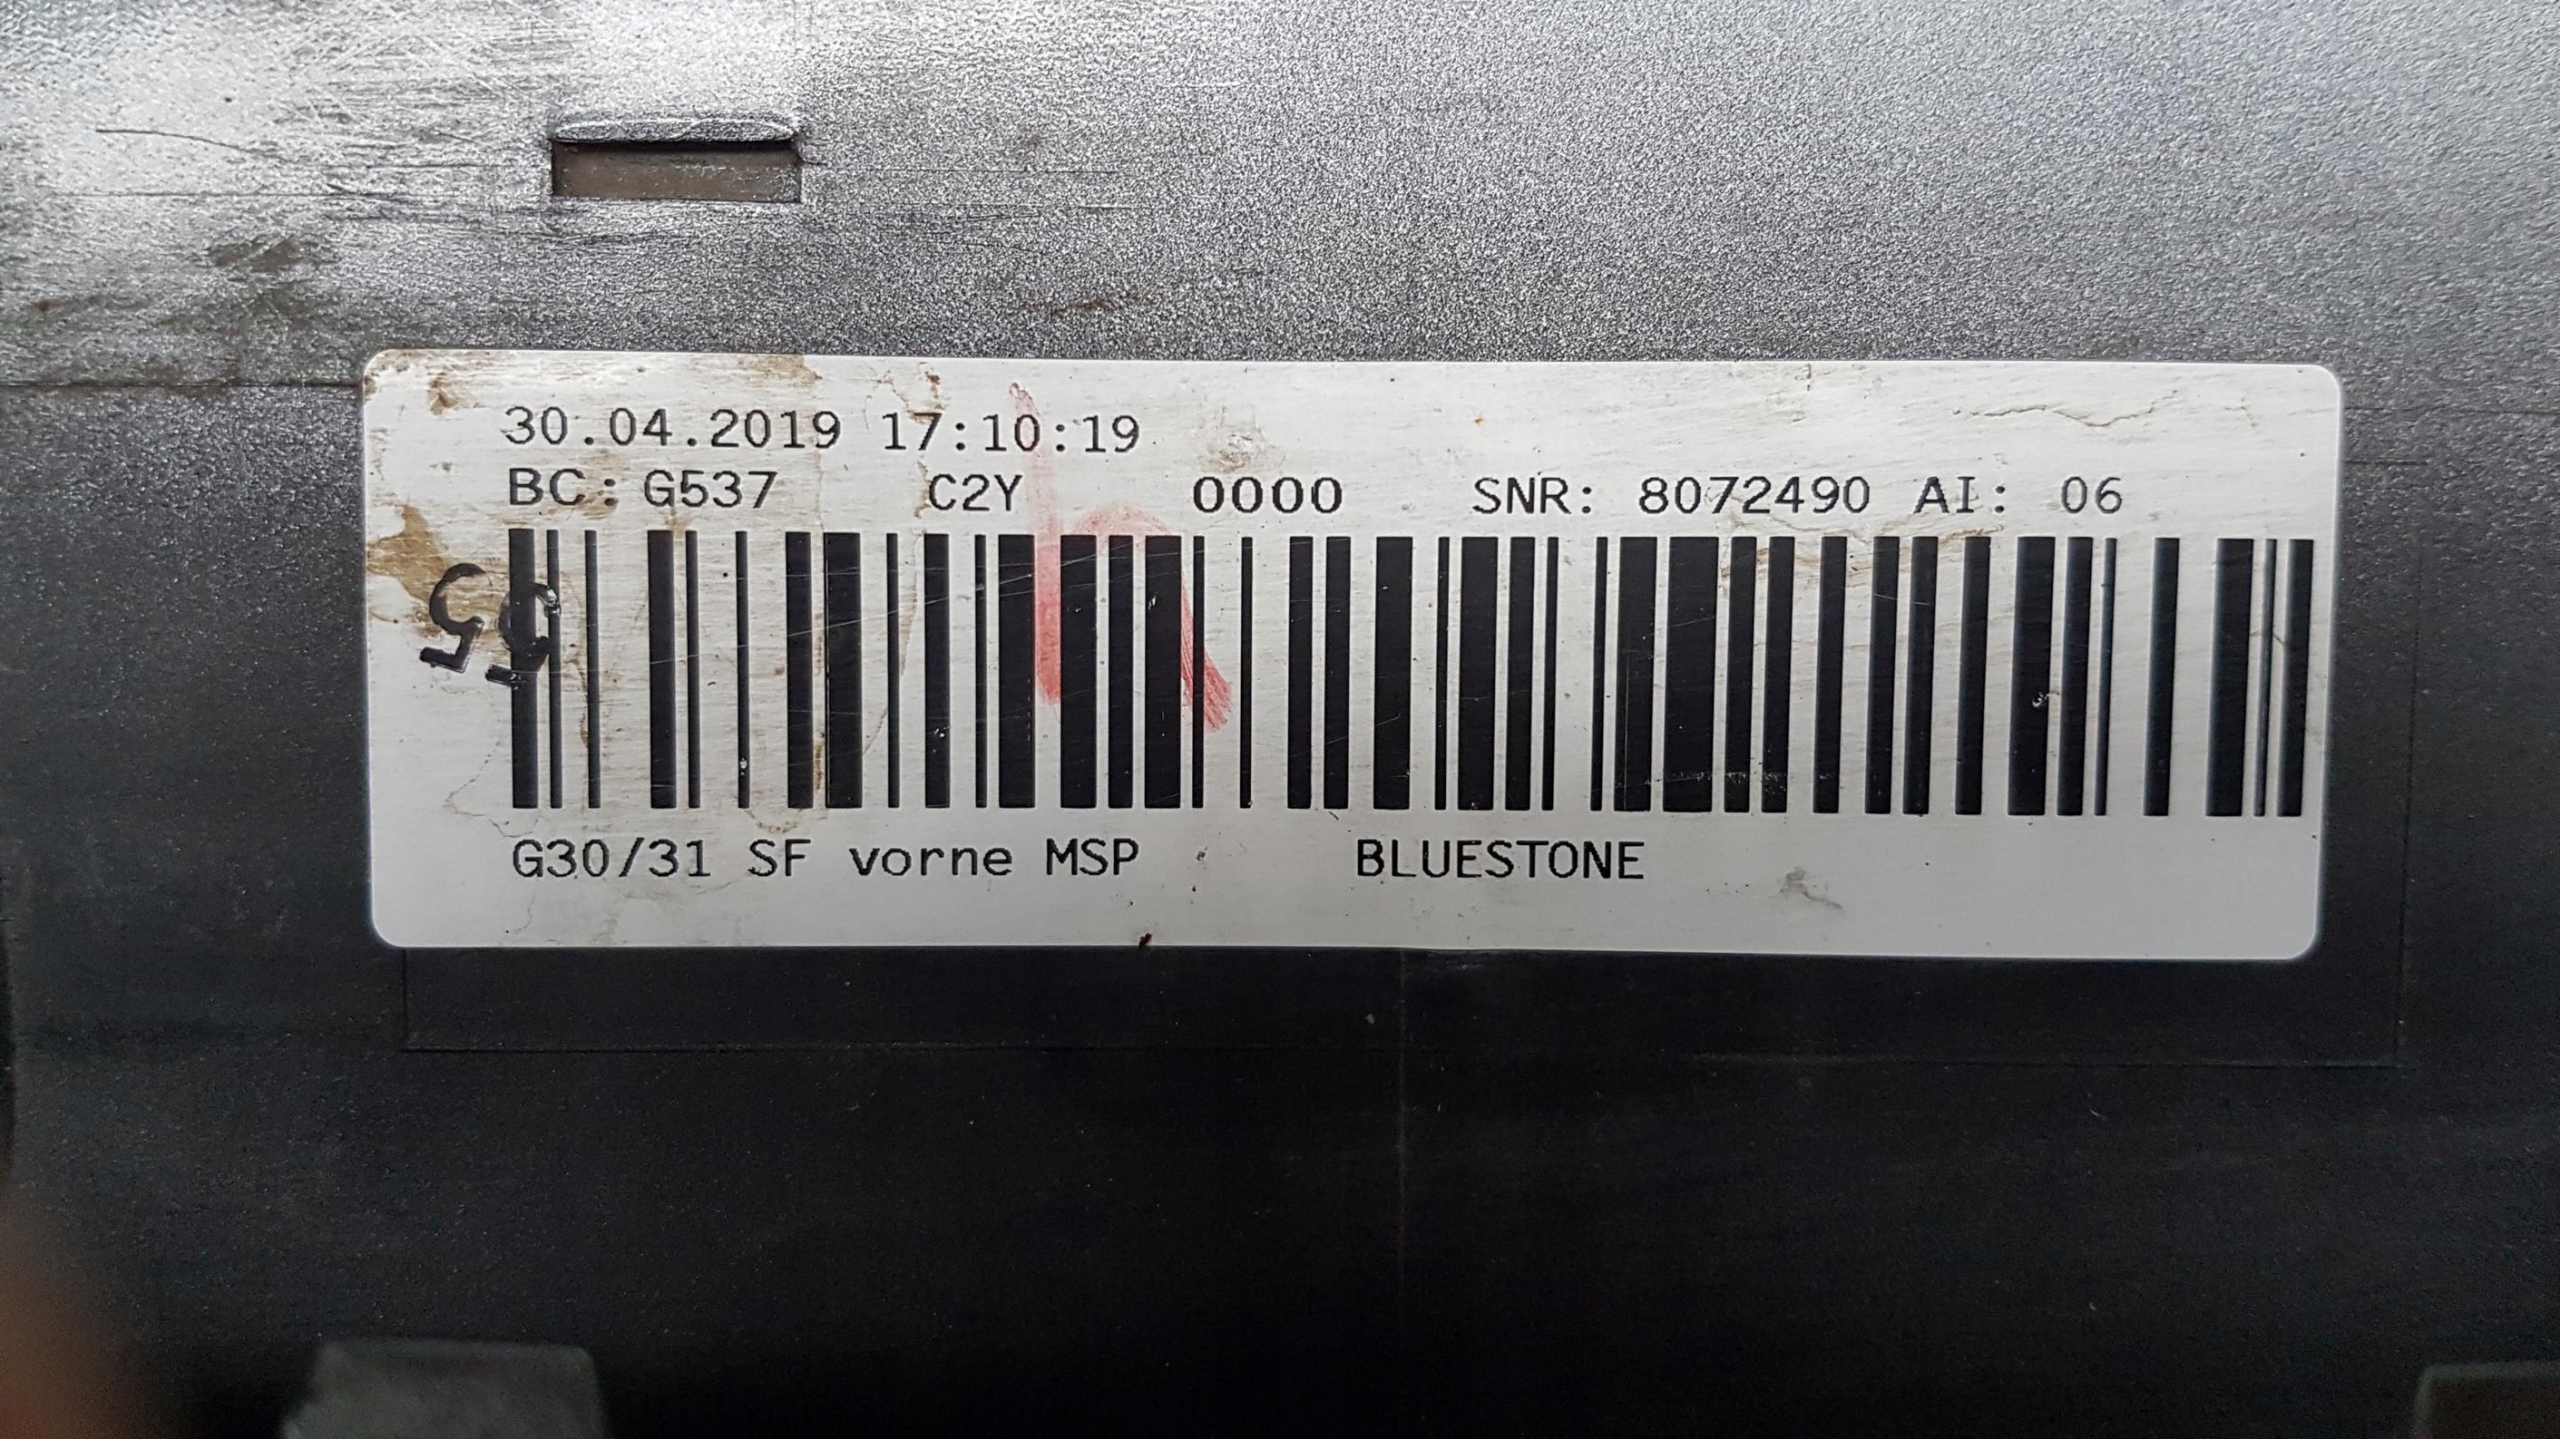 30.04.2019 17:10:19
BC: G537 C2Y 0000 SNR: 8072490 AI: 06
55
G30/31 SF vorne MSP BLUESTONE